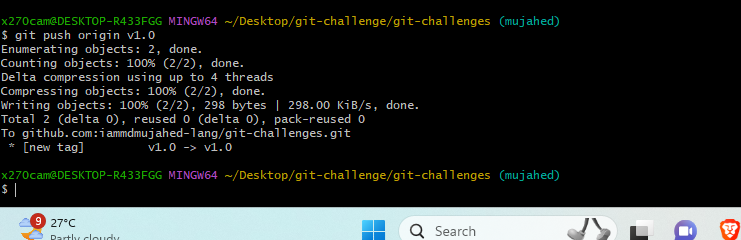 x270cam@DESKTOP-R433FGG MINGW64 ~/Desktop/git-challenge/git-challenges (mujahed)
$ git push origin v1.0
Enumerating objects: 2, done.
Counting objects: 100% (2/2), done.
Delta compression using up to 4 threads
Compressing objects: 100% (2/2), done.
Writing objects: 100% (2/2), 298 bytes | 298.00 KiB/s, done.
Total 2 (delta 0), reused 0 (delta 0), pack-reused 0
To github.com:iammdmujahed-lang/git-challenges.git
 * [new tag]         v1.0 -> v1.0
x270cam@DESKTOP-R433FGG MINGW64 ~/Desktop/git-challenge/git-challenges (mujahed)
$
9
27°C
Partly cloudy
Search